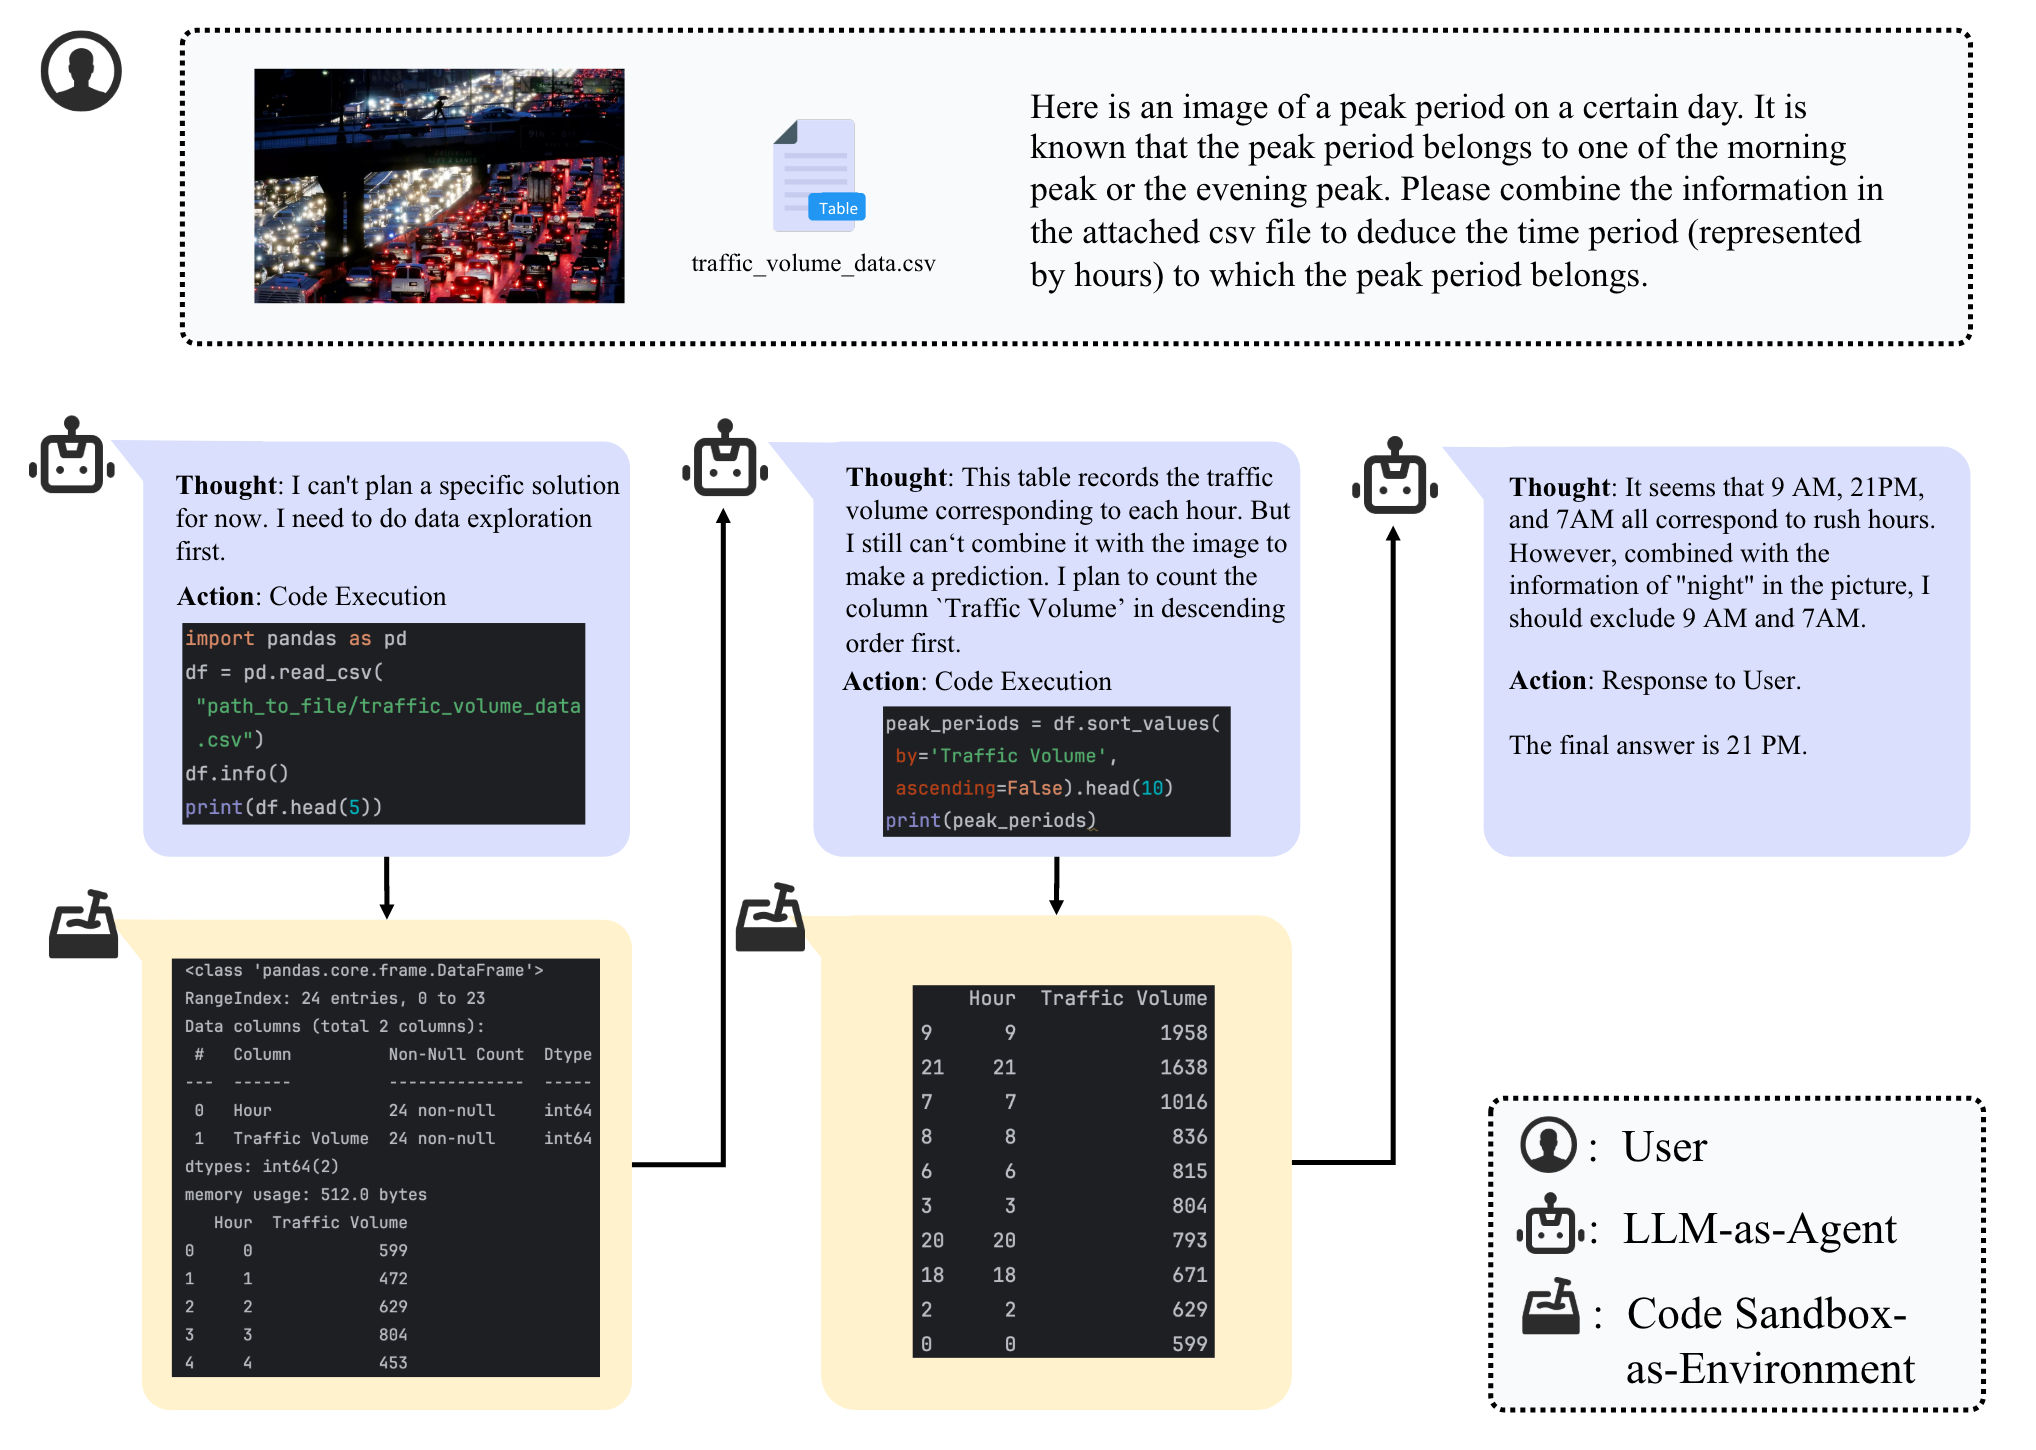 Table
traffic_volume_data.csv
Here is an image of a peak period on a certain day. It is
known that the peak period belongs to one of the morning
peak or the evening peak. Please combine the information in
the attached csv file to deduce the time period (represented
by hours) to which the peak period belongs.
Thought: I can't plan a specific solution
for now. I need to do data exploration
first.
Action: Code Execution
import pandas as pd
df = pd.read_csv(
"path_to_file/traffic_volume_data
.csv")
df.info()
print(df.head(5))
<class 'pandas.core.frame.DataFrame'>
RangeIndex: 24 entries, 0 to 23
Data columns (total 2 columns):
# Column Non-Null Count Dtype
--- ------ -------------- -----
0 Hour 24 non-null int64
1 Traffic Volume 24 non-null int64
dtypes: int64(2)
memory usage: 512.0 bytes
Hour Traffic Volume
0 0 599
1 1 472
2 2 629
3 3 804
4 4 453
Thought: This table records the traffic
volume corresponding to each hour. But
I still can‘t combine it with the image to
make a prediction. I plan to count the
column `Traffic Volume’ in descending
order first.
Action: Code Execution
peak_periods = df.sort_values(
by='Traffic Volume',
ascending=False).head(10)
print(peak_periods)
Hour Traffic Volume
9 9 1958
21 21 1638
7 7 1016
8 8 836
6 6 815
3 3 804
20 20 793
18 18 671
2 2 629
0 0 599
Thought: It seems that 9 AM, 21PM,
and 7AM all correspond to rush hours.
However, combined with the
information of "night" in the picture, I
should exclude 9 AM and 7AM.
Action: Response to User.
The final answer is 21 PM.
: User
: LLM-as-Agent
: Code Sandbox-
as-Environment